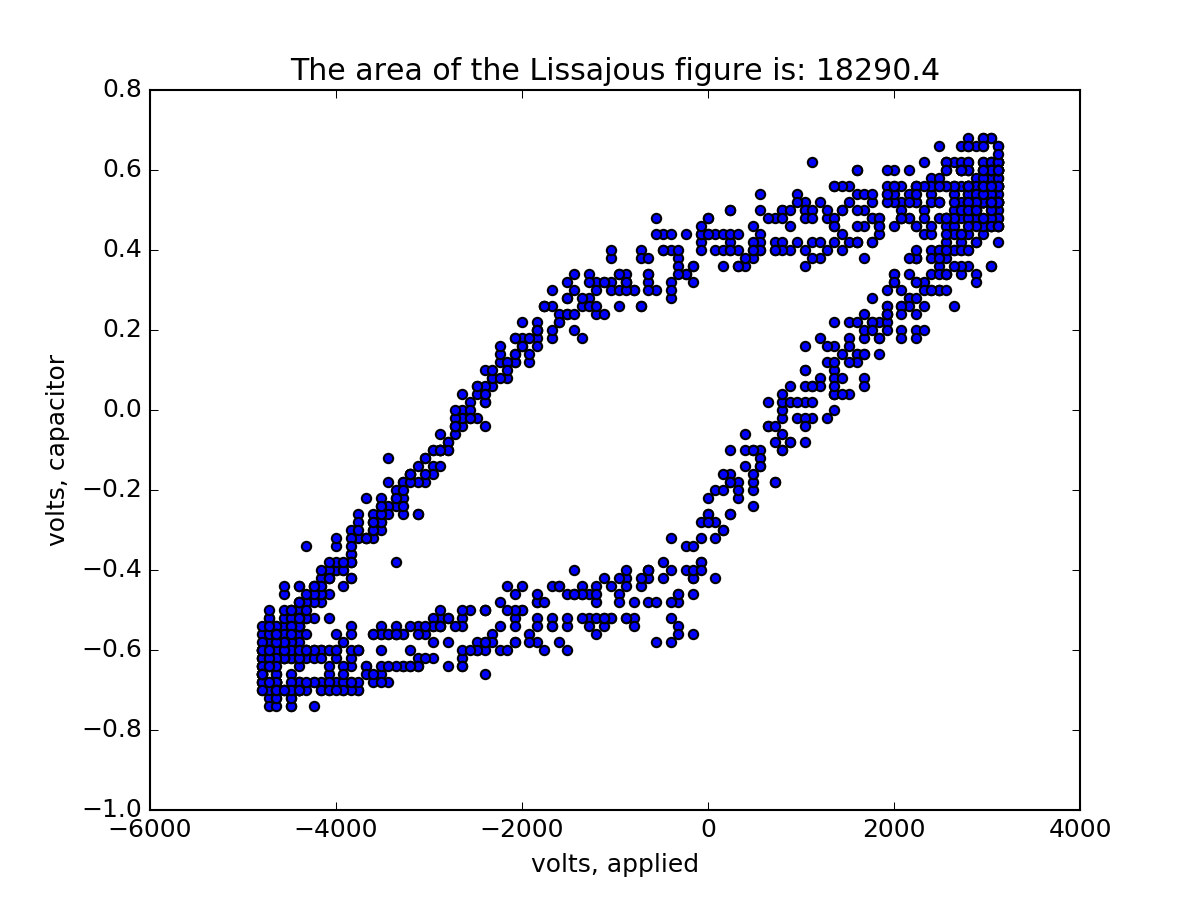 The area of the Lissajous figure is: 18290.4
0.8
0.6
0.4
0.2
0.0
−0.2
−0.4
−0.6
−0.8
−1.0
volts, capacitor
−6000 −4000 −2000 0 2000 4000
volts, applied